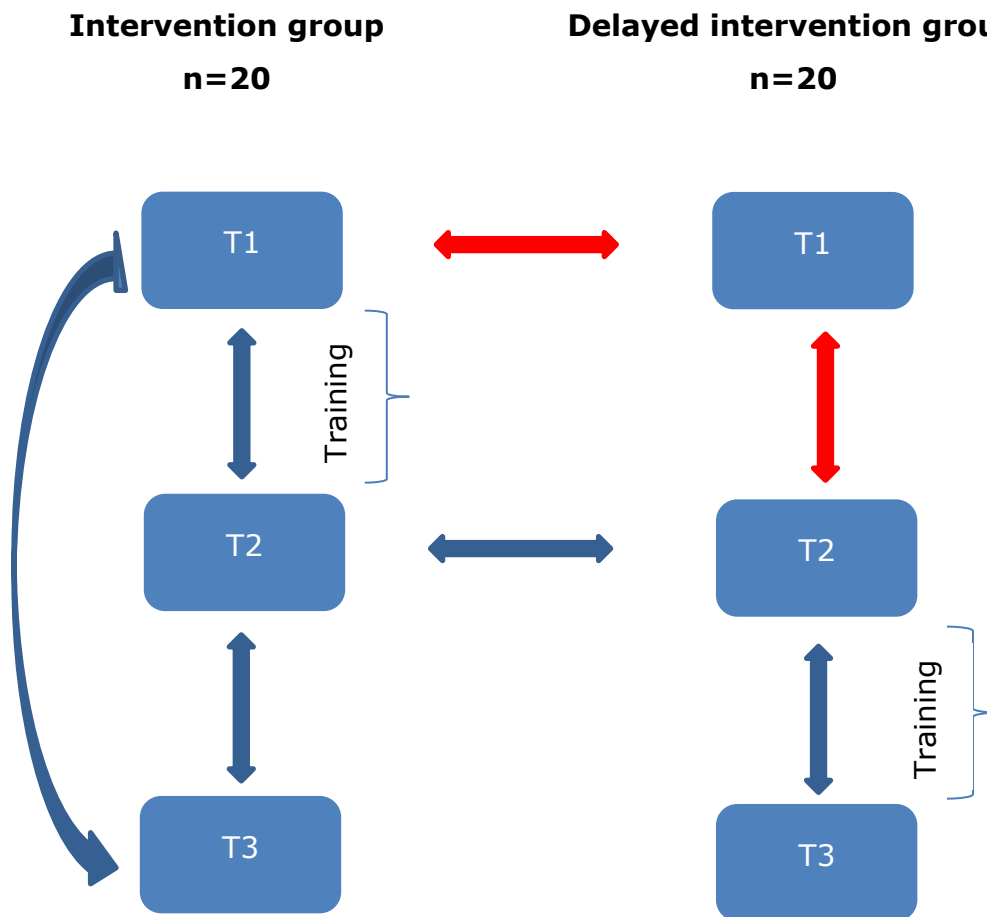 Intervention group
n=20
Delayed intervention grou
n=20
T1
T1
Training
T2
T2
Training
T3
T3